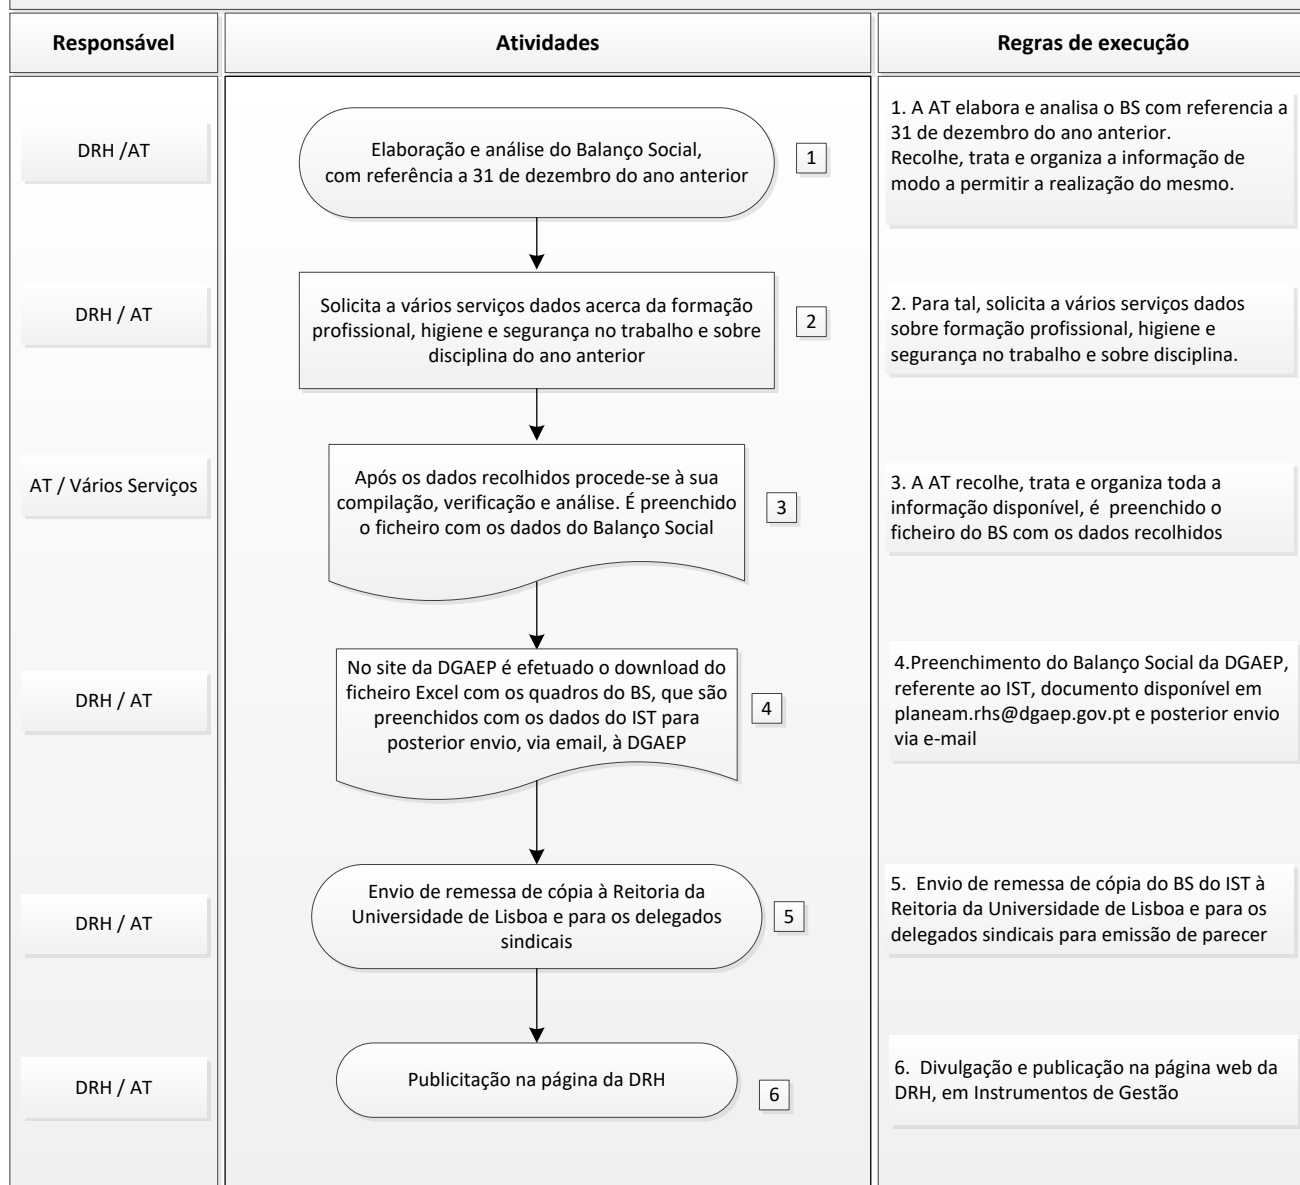 Responsável
Atividades
Regras de execução
DRH /AT
Elaboração e análise do Balanço Social,
com referência a 31 de dezembro do ano anterior
1
1. A AT elabora e analisa o BS com referencia a
31 de dezembro do ano anterior.
Recolhe, trata e organiza a informação de
modo a permitir a realização do mesmo.
DRH / AT
Solicita a vários serviços dados acerca da formação
profissional, higiene e segurança no trabalho e sobre
disciplina do ano anterior
2
2. Para tal, solicita a vários serviços dados
sobre formação profissional, higiene e
segurança no trabalho e sobre disciplina.
AT / Vários Serviços
Após os dados recolhidos procede-se à sua
compilação, verificação e análise. É preenchido
o ficheiro com os dados do Balanço Social
3
3. A AT recolhe, trata e organiza toda a
informação disponível, é  preenchido o
ficheiro do BS com os dados recolhidos
DRH / AT
No site da DGAEP é efetuado o download do
ficheiro Excel com os quadros do BS, que são
preenchidos com os dados do IST para
posterior envio, via email, à DGAEP
4
4.Preenchimento do Balanço Social da DGAEP,
referente ao IST, documento disponível em
planeam.rhs@dgaep.gov.pt e posterior envio
via e-mail
DRH / AT
Envio de remessa de cópia à Reitoria da
Universidade de Lisboa e para os delegados
sindicais
5
5.  Envio de remessa de cópia do BS do IST à
Reitoria da Universidade de Lisboa e para os
delegados sindicais para emissão de parecer
DRH / AT
Publicitação na página da DRH
6
6.  Divulgação e publicação na página web da
DRH, em Instrumentos de Gestão